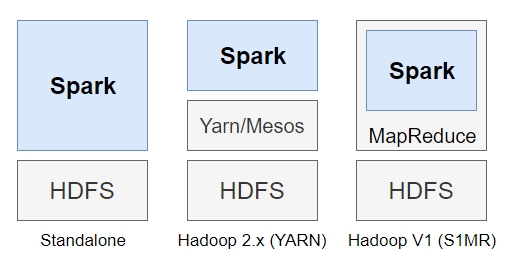 Spark
HDFS
Standalone
Spark
Yarn/Mesos
HDFS
Hadoop 2.x (YARN)
Spark
MapReduce
HDFS
Hadoop V1 (S1MR)